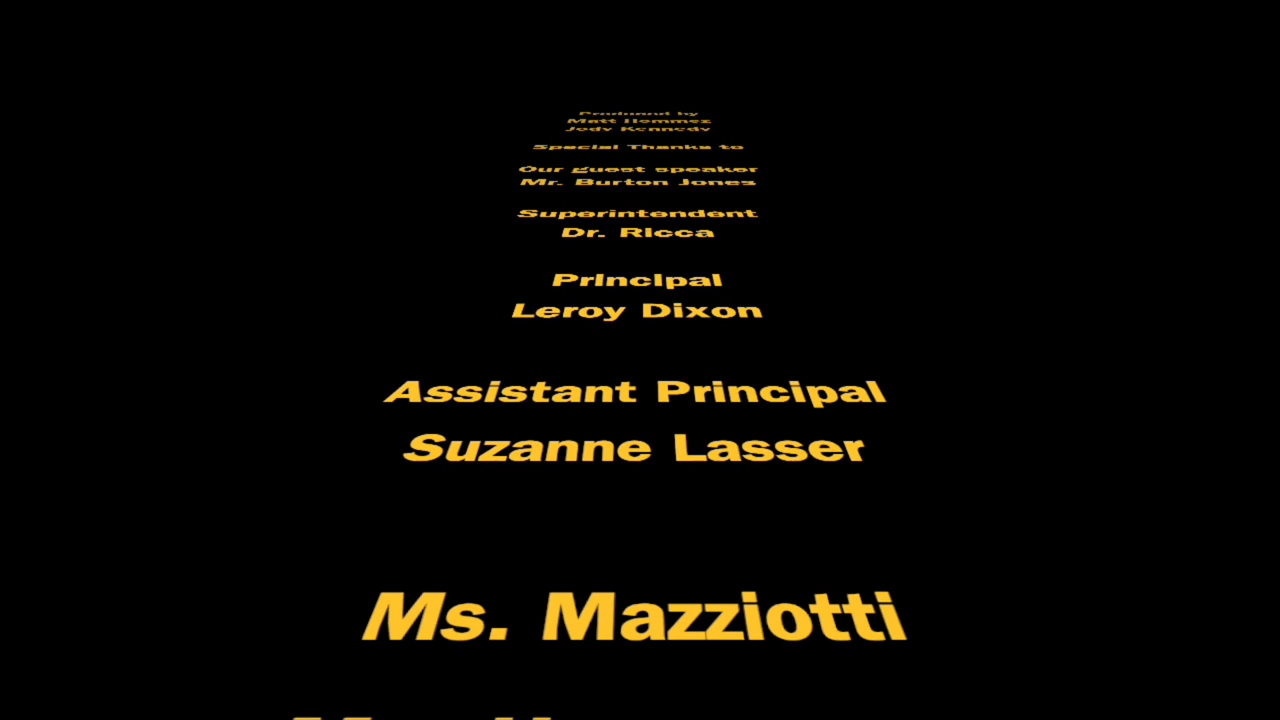 Produced by
Matt Hemmez
Jody Kennedy
Special Thanks to
Our guest speaker
Mr. Burton Jones
Superintendent
Dr. Ricca
Principal
Leroy Dixon
Assistant Principal
Suzanne Lasser
Ms. Mazziotti